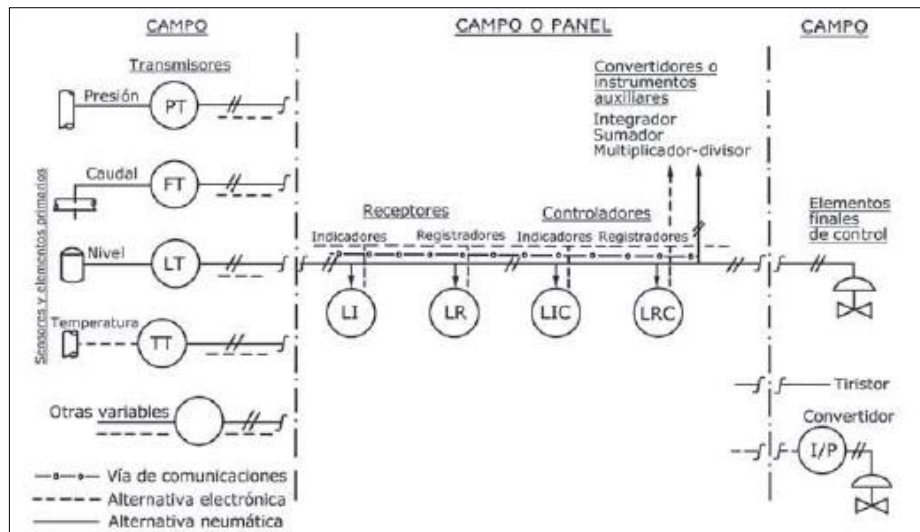 CAMPO
CAMPO O PANEL
CAMPO
Transmisores
Presión
PT
Caudal
FT
Nivel
LT
Temperatura
TT
Otras variables
Sensores y elementos primarios
Convertidores o
instrumentos
auxiliares
Integrador
Sumador
Multiplicador-divisor
Receptores
Controladores
Indicadores
Registradores
Indicadores
Registradores
LI
LR
LIC
LRC
Elementos
finales
de control
Tiristor
Convertidor
I/P
Vía de comunicaciones
Alternativa electrónica
Alternativa neumática